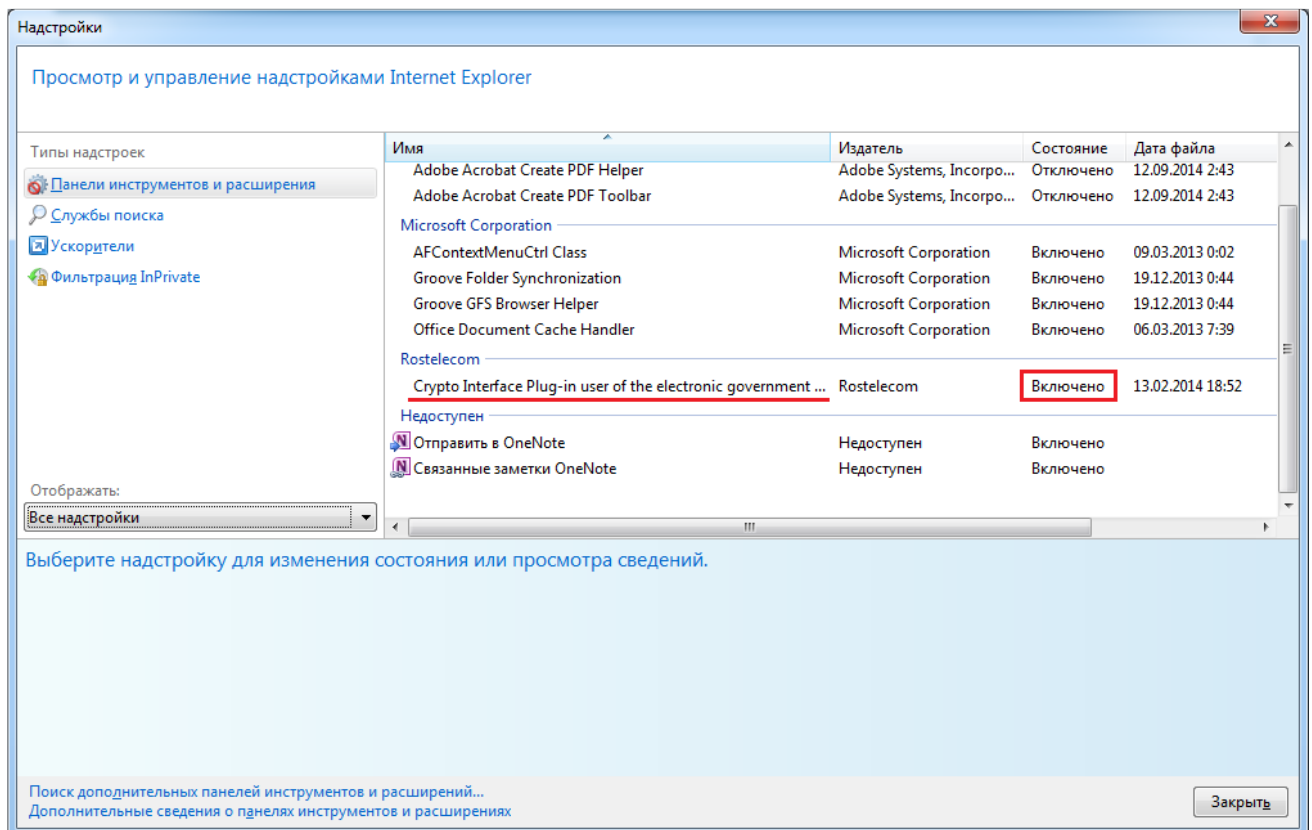 Надстройки
Просмотр и управление надстройками Internet Explorer
Типы надстроек
Панели инструментов и расширения
Службы поиска
Ускорители
Фильтрация InPrivate
Отображать:
Все надстройки
Имя Издатель Состояние Дата файла
Adobe Acrobat Create PDF Helper Adobe Systems, Incorpo... Отключено 12.09.2014 2:43
Adobe Acrobat Create PDF Toolbar Adobe Systems, Incorpo... Отключено 12.09.2014 2:43
Microsoft Corporation
AFContextMenuCtrl Class Microsoft Corporation Включено 09.03.2013 0:02
Groove Folder Synchronization Microsoft Corporation Включено 19.12.2013 0:44
Groove GFS Browser Helper Microsoft Corporation Включено 19.12.2013 0:44
Office Document Cache Handler Microsoft Corporation Включено 06.03.2013 7:39
Rostelecom
Crypto Interface Plug-in user of the electronic government ... Rostelecom Включено 13.02.2014 18:52
Недоступен
Отправить в OneNote Недоступен Включено
Связанные заметки OneNote Недоступен Включено
Выберите надстройку для изменения состояния или просмотра сведений.
Поиск дополнительных панелей инструментов и расширений...
Дополнительные сведения о панелях инструментов и расширениях
Закрыть